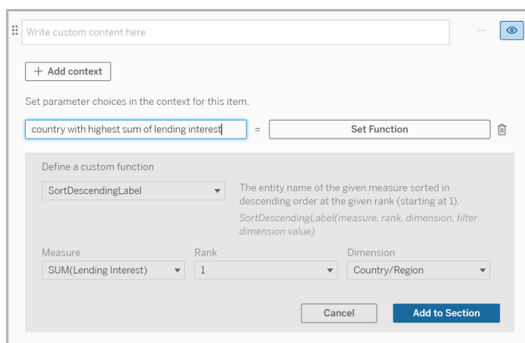 Write custom content here
+ Add context
Set parameter choices in the context for this item.
country with highest sum of lending interest = Set Function
Define a custom function
SortDescendingLabel
The entity name of the given measure sorted in
descending order at the given rank (starting at 1).
SortDescendingLabel(measure, rank, dimension, filter
dimension value)
Measure Rank Dimension
SUM(Lending Interest) 1 Country/Region
Cancel Add to Section